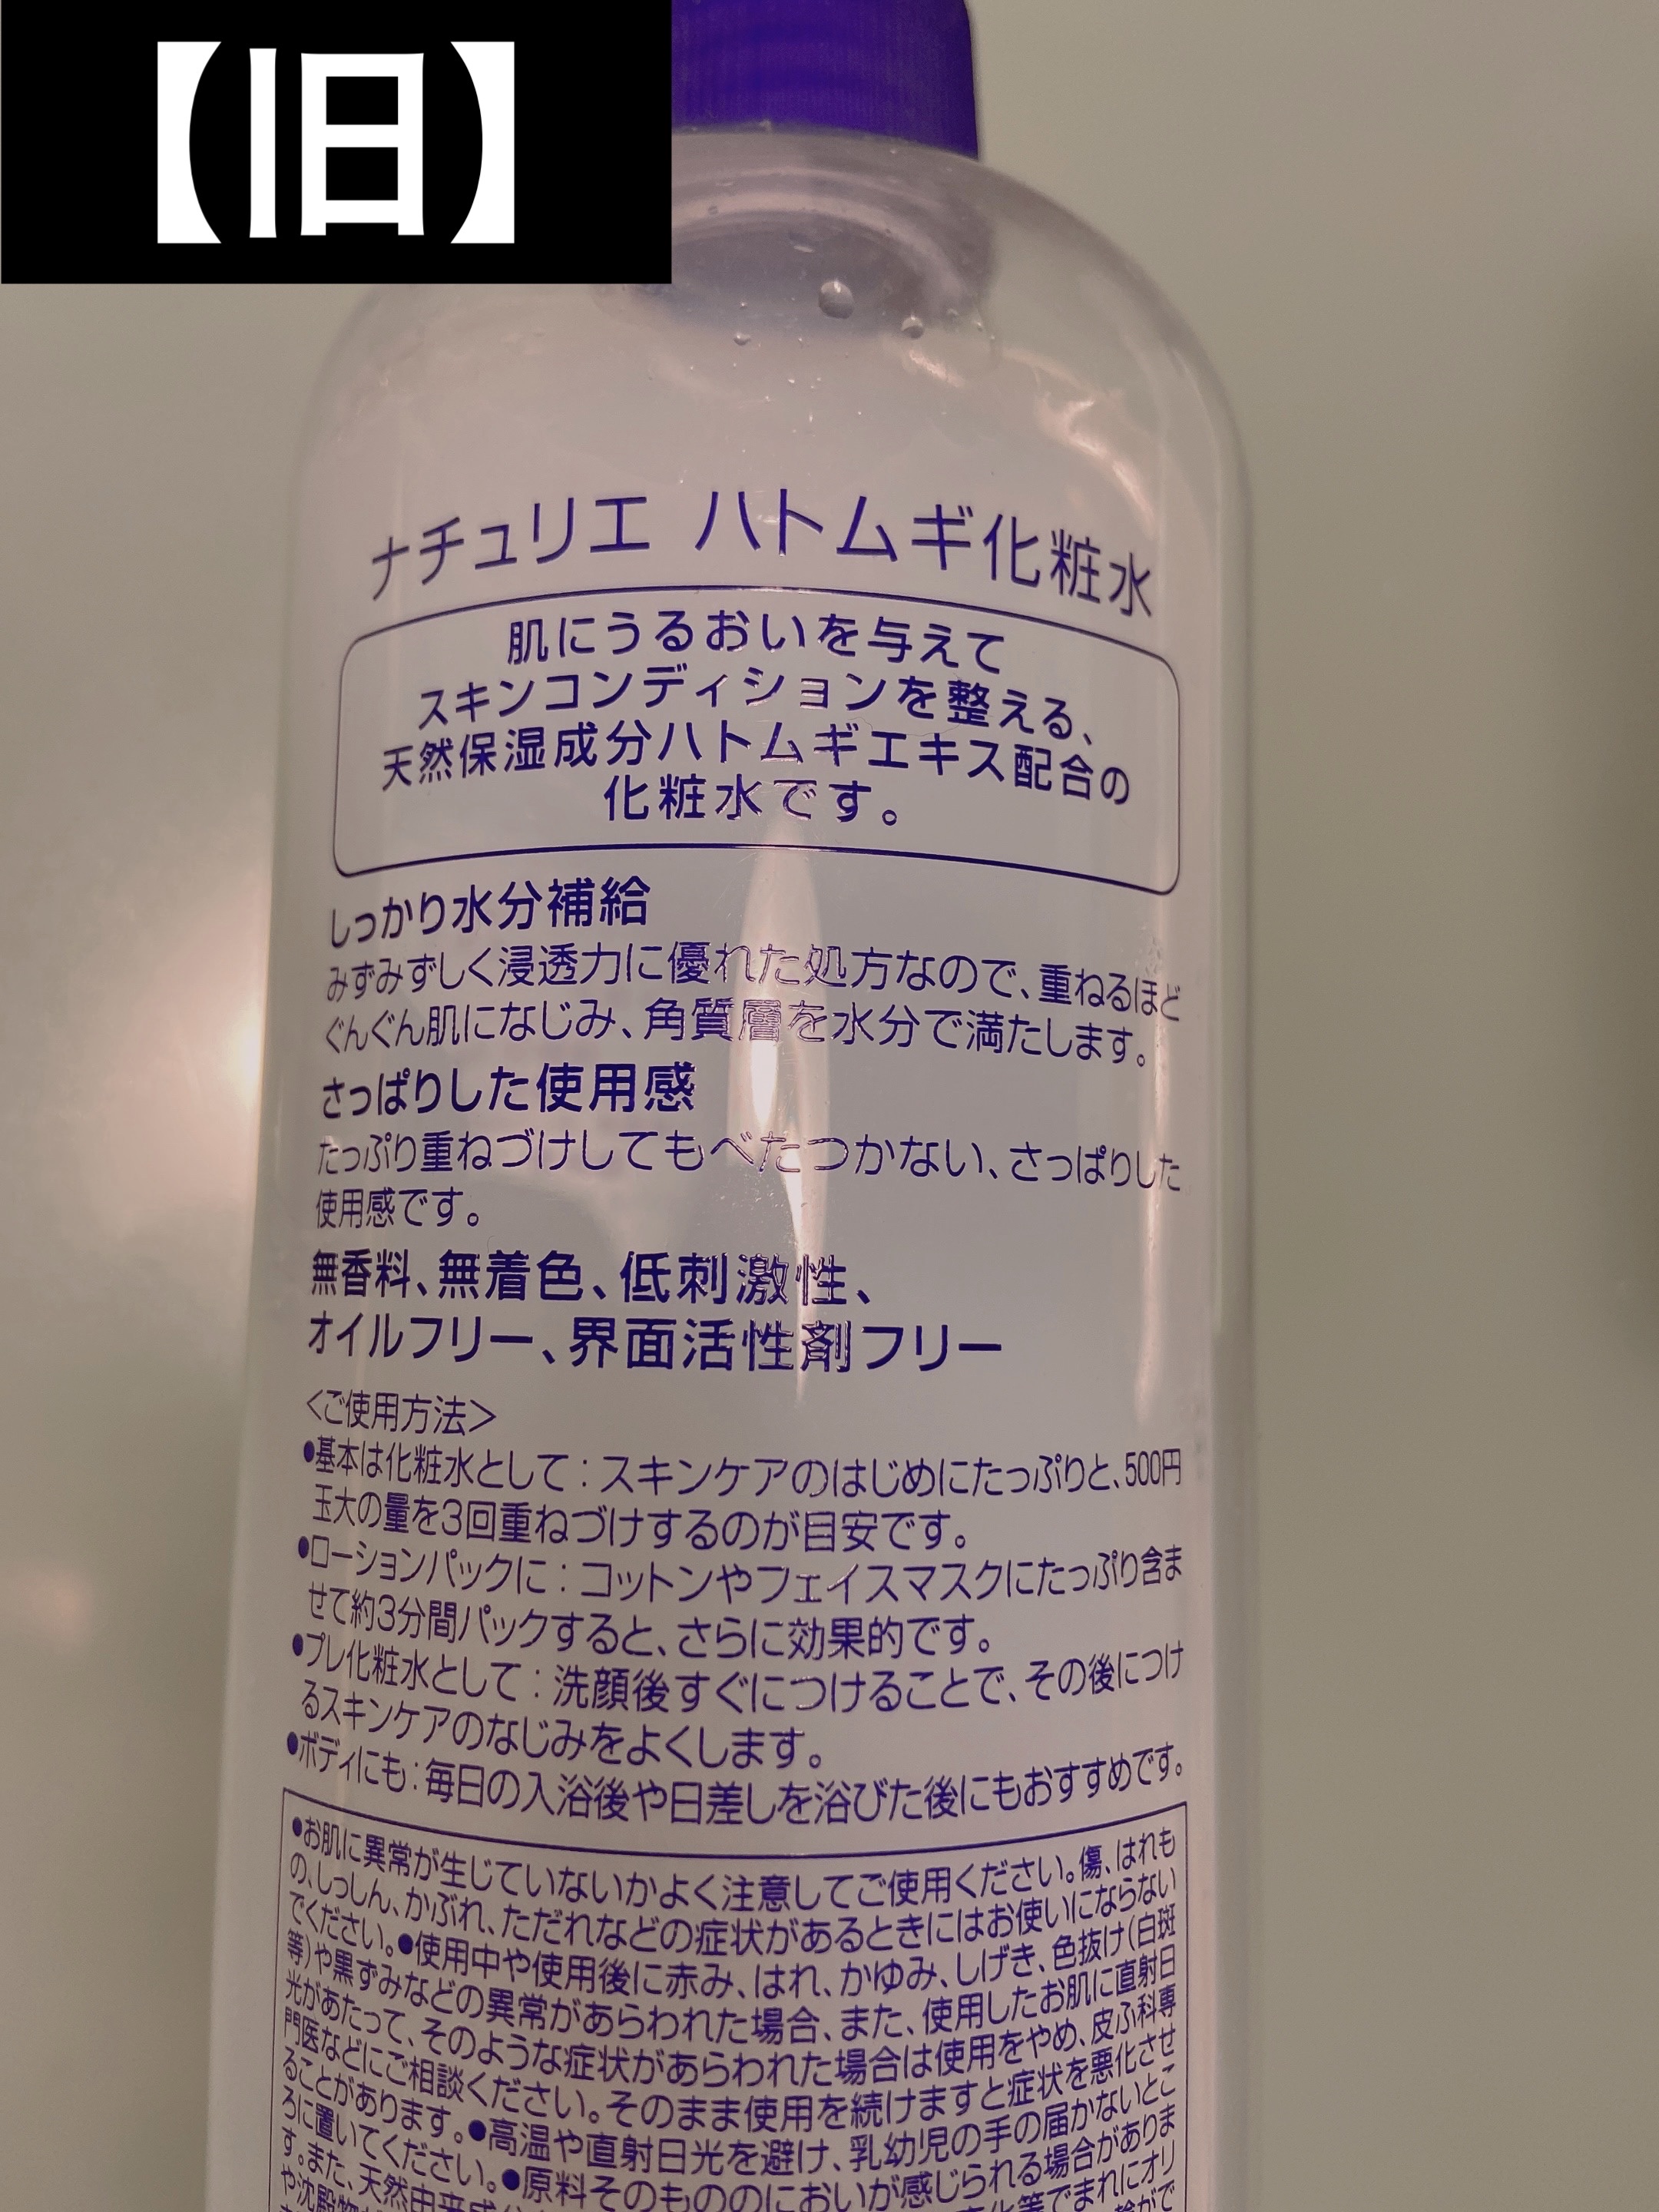 【旧】
ナチュリエ ハトムギ化粧水
肌にうるおいを与えて
スキンコンディションを整える、
天然保湿成分ハトムギエキス配合の
化粧水です。
しっかり水分補給
みずみずしく浸透力に優れた処方なので、重ねるほど
ぐんぐん肌になじみ、角質層を水分で満たします。
さっぱりした使用感
たっぷり重ねづけしてもべたつかない、さっぱりした
使用感です。
無香料、無着色、低刺激性、
オイルフリー、界面活性剤フリー
<ご使用方法>
●基本は化粧水として：スキンケアのはじめにたっぷりと、500円
玉大の量を3回重ねづけするのが目安です。
●ローションパックに：コットンやフェイスマスクにたっぷり含ま
せて約3分間パックすると、さらに効果的です。
●プレ化粧水として：洗顔後すぐにつけることで、その後につけ
るスキンケアのなじみをよくします。
●ボディにも：毎日の入浴後や日差しを浴びた後にもおすすめです。
●お肌に異常が生じていないかよく注意してご使用ください。傷、はれも
の、しっしん、かぶれ、ただれなどの症状があるときにはお使いにならない
でください。●使用中や使用後に赤み、はれ、かゆみ、しげき、色抜け(白斑
等)や黒ずみなどの異常があらわれた場合、また、使用したお肌に直射日
光があたって、そのような症状があらわれた場合は使用をやめ、皮ふ科専
門医などにご相談ください。そのまま使用を続けますと症状を悪化させ
ることがあります。●高温や直射日光を避け、乳幼児の手の届かないとこ
ろに置いてください。●原料そのもののにおいが感じられる場合がありま
す。また、天然由来成分 等でまれにオリ
や沈殿物